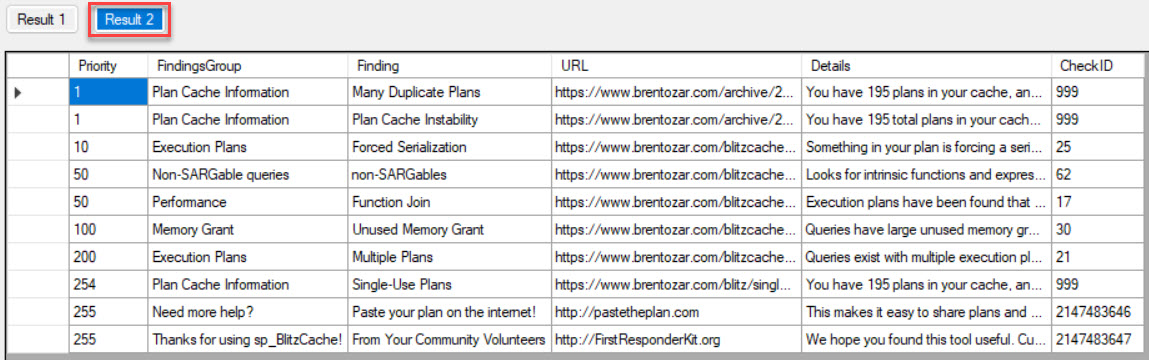 Result 1 Result 2
Priority FindingsGroup Finding URL Details CheckID
1 Plan Cache Information Many Duplicate Plans https://www.brentozar.com/archive/2... You have 195 plans in your cache, an... 999
1 Plan Cache Information Plan Cache Instability https://www.brentozar.com/archive/2... You have 195 total plans in your cach... 999
10 Execution Plans Forced Serialization https://www.brentozar.com/blitzcache... Something in your plan is forcing a seri... 25
50 Non-SARGable queries non-SARGables https://www.brentozar.com/blitzcache... Looks for intrinsic functions and expres... 62
50 Performance Function Join https://www.brentozar.com/blitzcache... Execution plans have been found that ... 17
100 Memory Grant Unused Memory Grant https://www.brentozar.com/blitzcache... Queries have large unused memory gr... 30
200 Execution Plans Multiple Plans https://www.brentozar.com/blitzcache... Queries exist with multiple execution pl... 21
254 Plan Cache Information Single-Use Plans https://www.brentozar.com/blitz/singl... You have 195 plans in your cache, an... 999
255 Need more help? Paste your plan on the internet! http://pastetheplan.com This makes it easy to share plans and ... 2147483646
255 Thanks for using sp_BlitzCache! From Your Community Volunteers http://FirstResponderKit.org We hope you found this tool useful. Cu... 2147483647